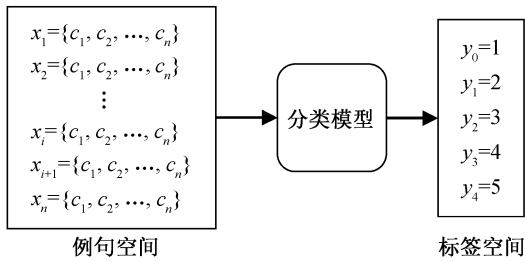 x₁={c₁, c₂, …, cₙ}
x₂={c₁, c₂, …, cₙ}
⋮
xᵢ={c₁, c₂, …, cₙ}
xᵢ₊₁={c₁, c₂, …, cₙ}
xₙ={c₁, c₂, …, cₙ}
例句空间
分类模型
y₀=1
y₁=2
y₂=3
y₃=4
y₄=5
标签空间